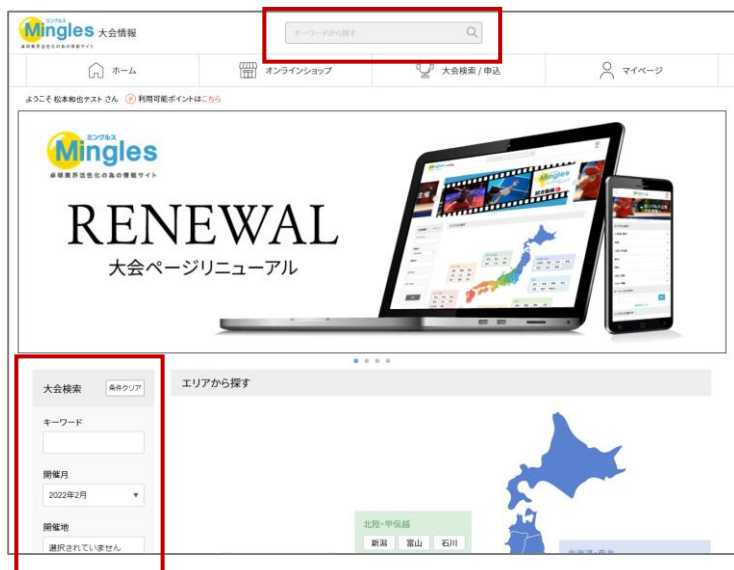 ミングルス
Mingles 大会情報
卓球業界活性化の為の情報サイト
キーワードから探す
ホーム
オンラインショップ
大会検索 / 申込
マイページ
ようこそ 松本和也テスト さん Ⓟ 利用可能ポイントはこちら
ミングルス
Mingles
卓球業界活性化の為の情報サイト
RENEWAL
大会ページリニューアル
大会検索
条件クリア
エリアから探す
キーワード
開催月
2022年2月
開催地
選択されていません
北陸・甲信越
新潟 富山 石川